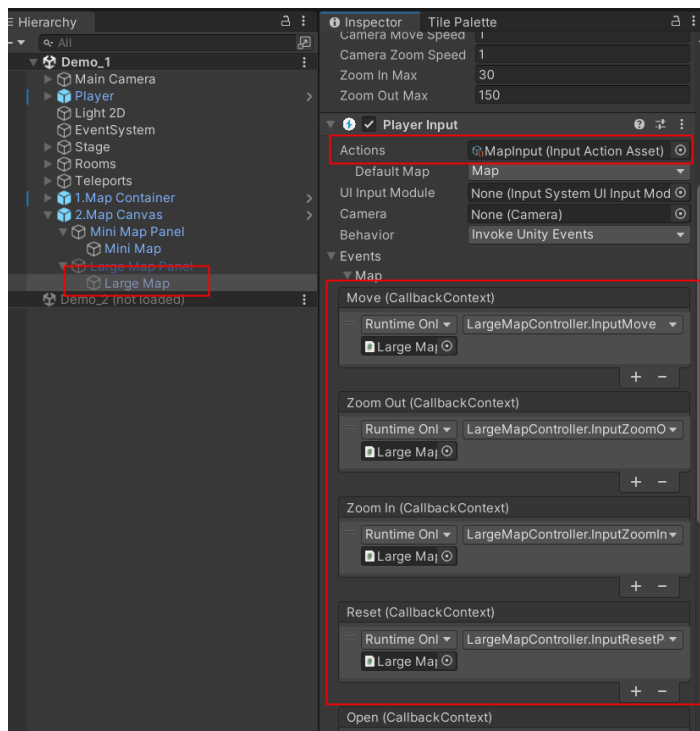 Hierarchy
All
Demo_1
Main Camera
Player
Light 2D
EventSystem
Stage
Rooms
Teleports
1.Map Container
2.Map Canvas
Mini Map Panel
Mini Map
Large Map Panel
Large Map
Demo_2 (not loaded)
Inspector Tile Palette
Camera Move Speed 1
Camera Zoom Speed 1
Zoom In Max 30
Zoom Out Max 150
Player Input
Actions MapInput (Input Action Asset)
Default Map Map
UI Input Module None (Input System UI Input Mod
Camera None (Camera)
Behavior Invoke Unity Events
Events
Map
Move (CallbackContext)
Runtime Onl LargeMapController.InputMove
Large Maj
+ −
Zoom Out (CallbackContext)
Runtime Onl LargeMapController.InputZoomO
Large Maj
+ −
Zoom In (CallbackContext)
Runtime Onl LargeMapController.InputZoomIn
Large Maj
+ −
Reset (CallbackContext)
Runtime Onl LargeMapController.InputResetP
Large Maj
+ −
Open (CallbackContext)